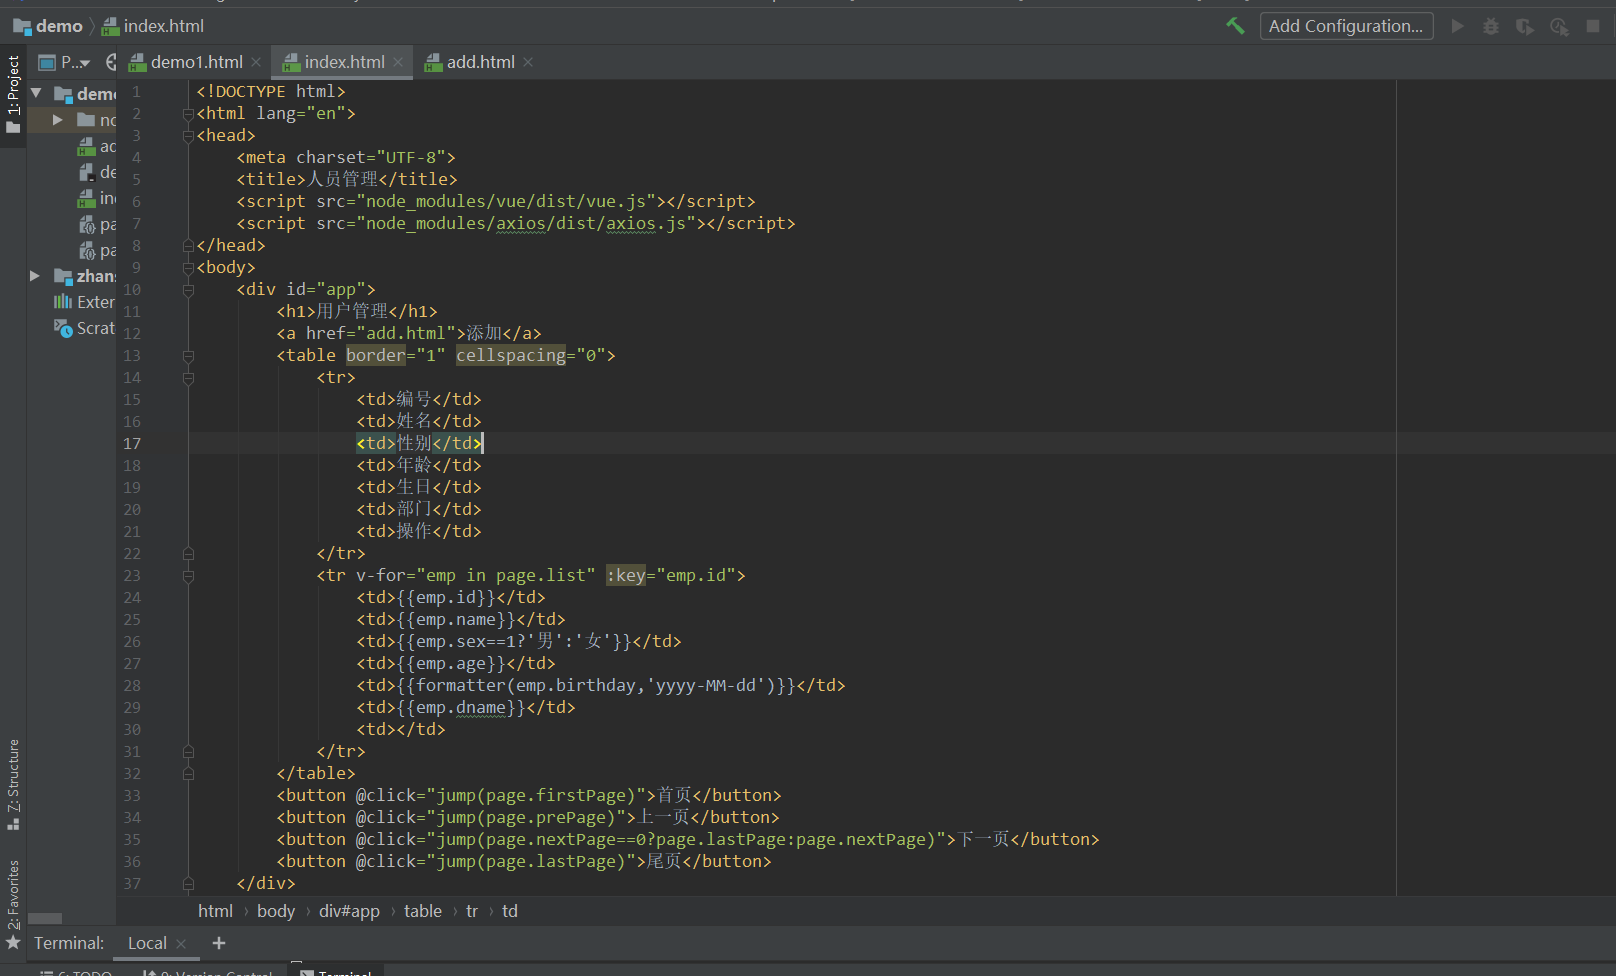 demo
index.html
Add Configuration...
1: Project
P...
demo1.html
index.html
add.html
1 <!DOCTYPE html>
2 <html lang="en">
3 <head>
4 <meta charset="UTF-8">
5 <title>人员管理</title>
6 <script src="node_modules/vue/dist/vue.js"></script>
7 <script src="node_modules/axios/dist/axios.js"></script>
8 </head>
9 <body>
10 <div id="app">
11 <h1>用户管理</h1>
12 <a href="add.html">添加</a>
13 <table border="1" cellspacing="0">
14 <tr>
15 <td>编号</td>
16 <td>姓名</td>
17 <td>性别</td>
18 <td>年龄</td>
19 <td>生日</td>
20 <td>部门</td>
21 <td>操作</td>
22 </tr>
23 <tr v-for="emp in page.list" :key="emp.id">
24 <td>{{emp.id}}</td>
25 <td>{{emp.name}}</td>
26 <td>{{emp.sex==1?'男':'女'}}</td>
27 <td>{{emp.age}}</td>
28 <td>{{formatter(emp.birthday,'yyyy-MM-dd')}}</td>
29 <td>{{emp.dname}}</td>
30 <td></td>
31 </tr>
32 </table>
33 <button @click="jump(page.firstPage)">首页</button>
34 <button @click="jump(page.prePage)">上一页</button>
35 <button @click="jump(page.nextPage==0?page.lastPage:page.nextPage)">下一页</button>
36 <button @click="jump(page.lastPage)">尾页</button>
37 </div>
demo
no
ad
de
in
pa
pa
zhans
Exter
Scrat
7: Structure
2: Favorites
html › body › div#app › table › tr › td
Terminal: Local +
6: TODO 9: Version Control Terminal